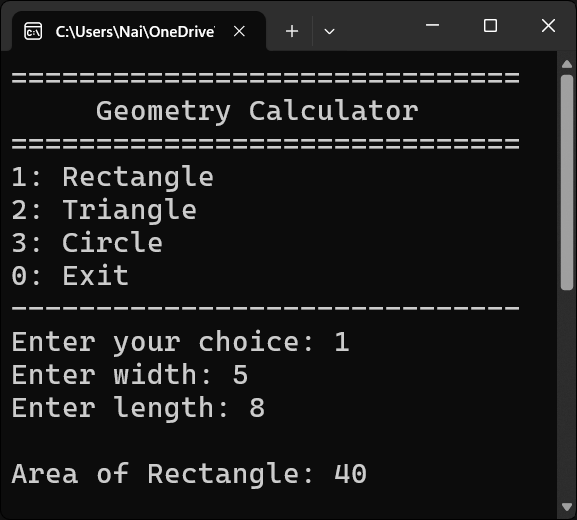 C:\Users\Nai\OneDrive
==============================
     Geometry Calculator
==============================
1: Rectangle
2: Triangle
3: Circle
0: Exit
------------------------------
Enter your choice: 1
Enter width: 5
Enter length: 8

Area of Rectangle: 40